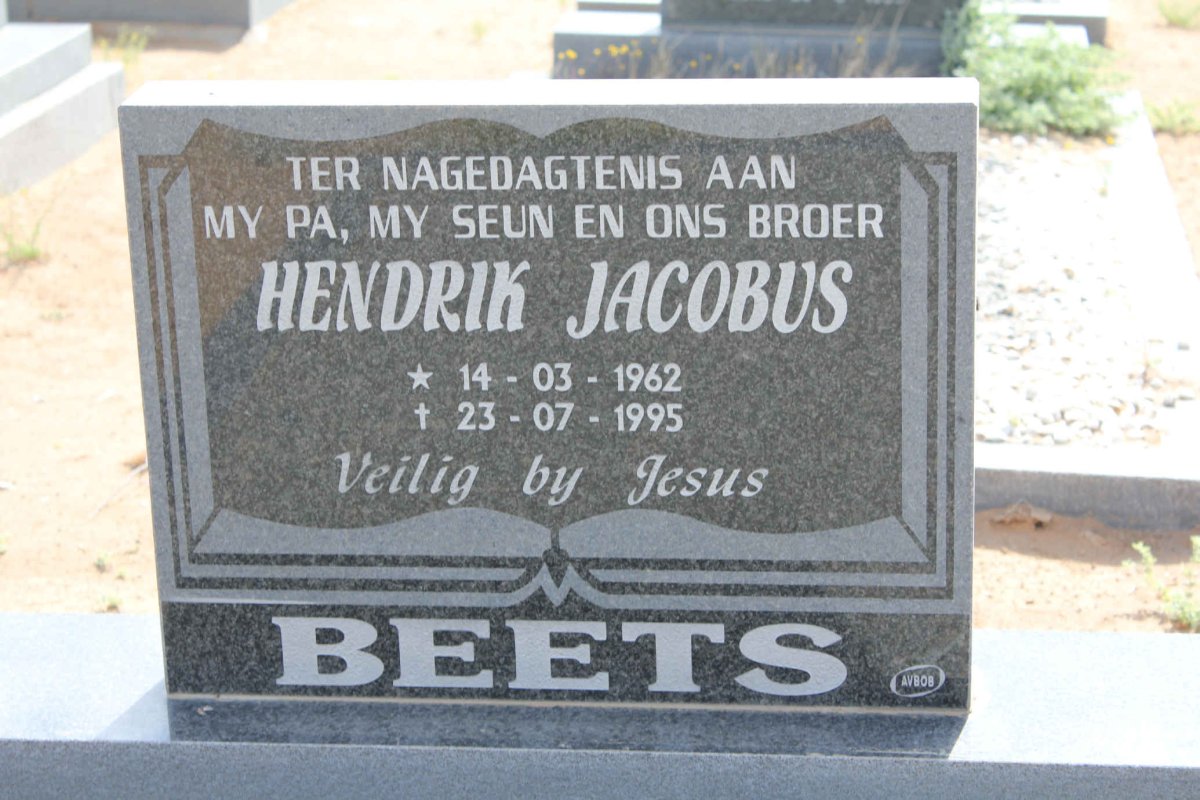 TER NAGEDAGTENIS AAN
MY PA, MY SEUN EN ONS BROER
HENDRIK JACOBUS
★ 14 - 03 - 1962
† 23 - 07 - 1995
Veilig by Jesus
BEETS
AVBOB